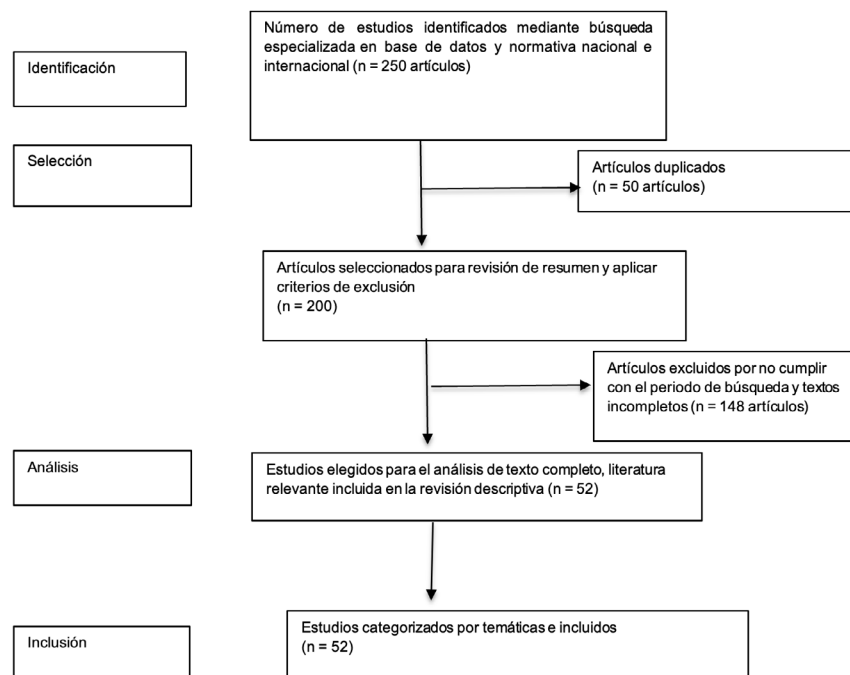 Número de estudios identificados mediante búsqueda
especializada en base de datos y normativa nacional e
internacional (n = 250 artículos)
Identificación
Selección
Artículos duplicados
(n = 50 artículos)
Artículos seleccionados para revisión de resumen y aplicar
criterios de exclusión
(n = 200)
Artículos excluidos por no cumplir
con el periodo de búsqueda y textos
incompletos (n = 148 artículos)
Análisis
Estudios elegidos para el análisis de texto completo, literatura
relevante incluida en la revisión descriptiva (n = 52)
Inclusión
Estudios categorizados por temáticas e incluidos
(n = 52)